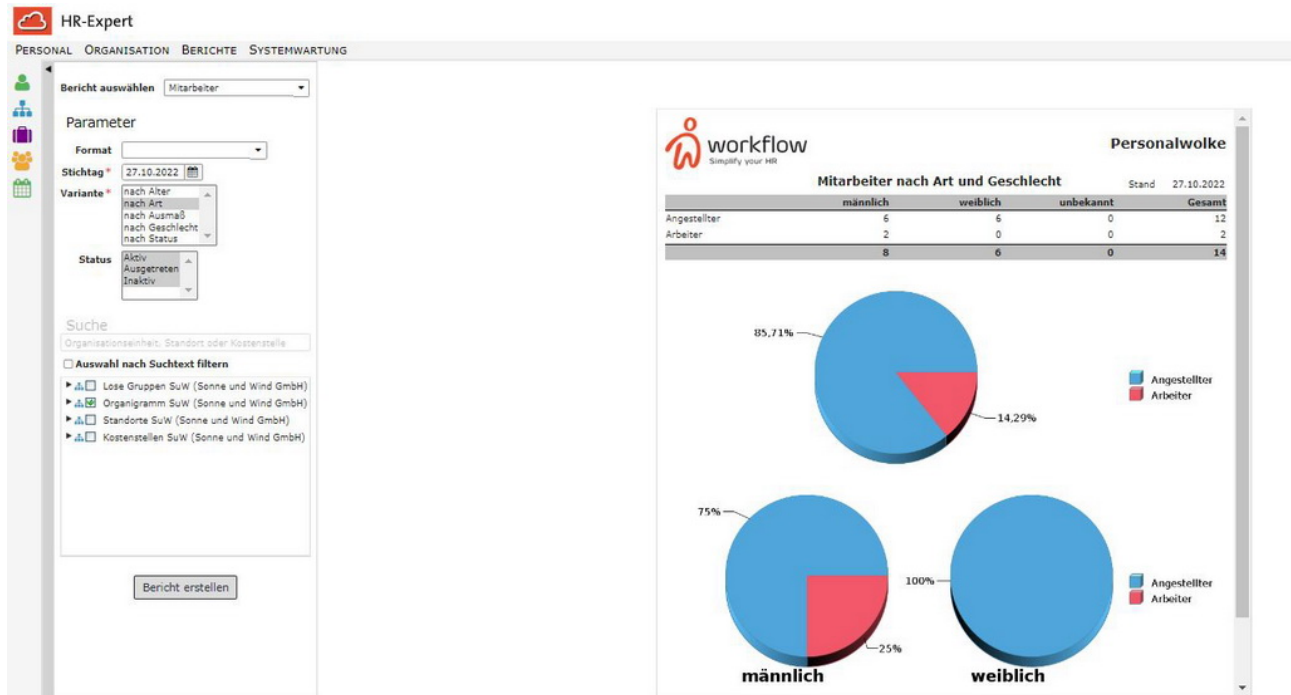 HR-Expert
PERSONAL ORGANISATION BERICHTE SYSTEMWARTUNG
Bericht auswählen Mitarbeiter
Parameter
Format
Stichtag* 27.10.2022
Variante* nach Alter
nach Art
nach Ausmaß
nach Geschlecht
nach Status
Status Aktiv
Ausgetreten
Inaktiv
Suche
Organisationseinheit, Standort oder Kostenstelle
Auswahl nach Suchtext filtern
Lose Gruppen SuW (Sonne und Wind GmbH)
Organigramm SuW (Sonne und Wind GmbH)
Standorte SuW (Sonne und Wind GmbH)
Kostenstellen SuW (Sonne und Wind GmbH)
Bericht erstellen
workflow
Simplify your HR
Personalwolke
Mitarbeiter nach Art und Geschlecht Stand 27.10.2022
männlich weiblich unbekannt Gesamt
Angestellter 6 6 0 12
Arbeiter 2 0 0 2
8 6 0 14
85,71%
14,29%
Angestellter
Arbeiter
75%
25%
männlich
100%
weiblich
Angestellter
Arbeiter